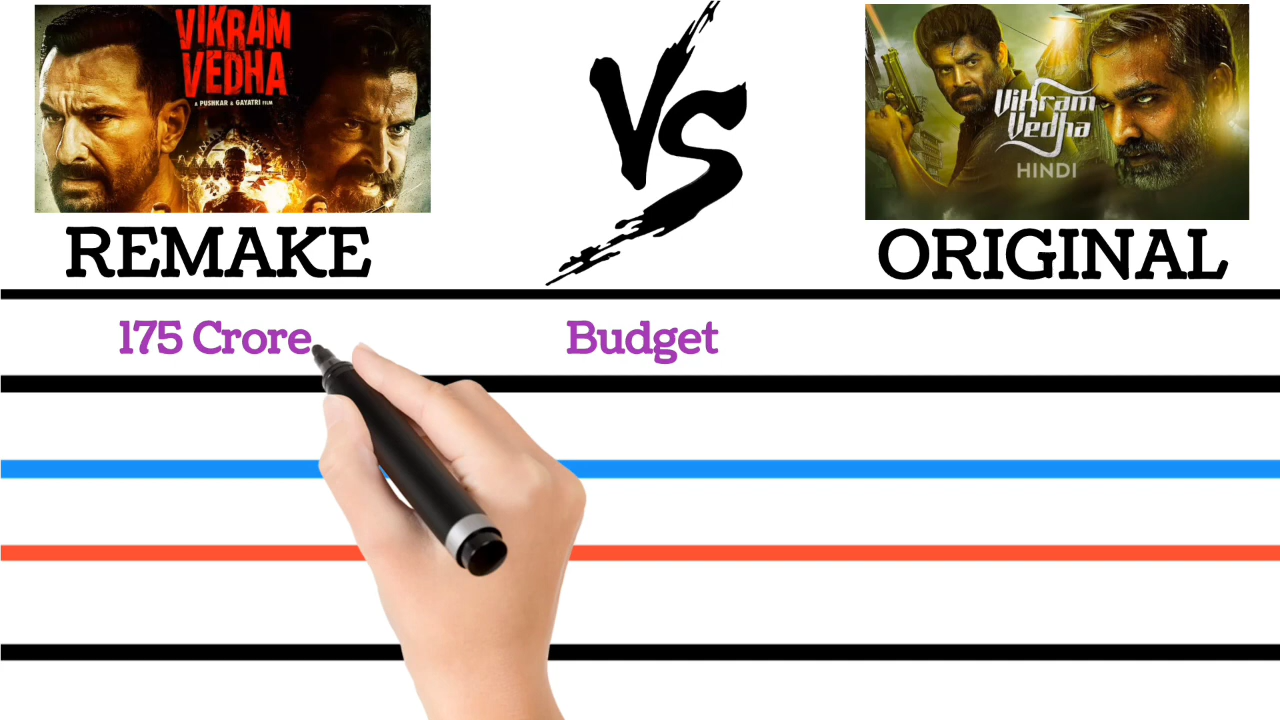 VIKRAM
VEDHA
A PUSHKAR & GAYATRI FILM
VS
Vikram
Vedha
HINDI
REMAKE
ORIGINAL
175 Crore
Budget